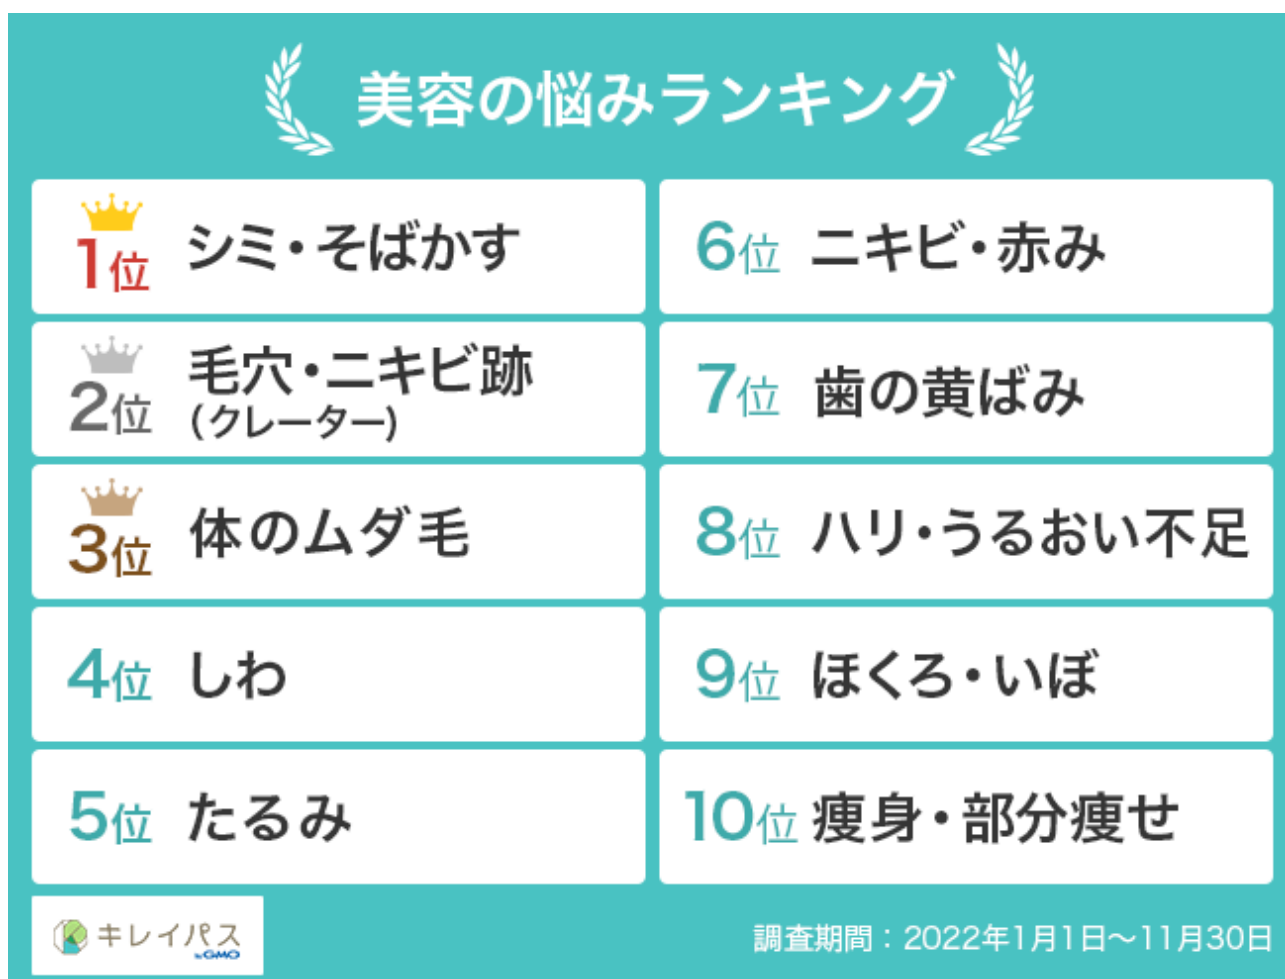 美容の悩みランキング
1位 シミ・そばかす
2位 毛穴・ニキビ跡
(クレーター)
3位 体のムダ毛
4位 しわ
5位 たるみ
6位 ニキビ・赤み
7位 歯の黄ばみ
8位 ハリ・うるおい不足
9位 ほくろ・いぼ
10位 痩身・部分痩せ
キレイパス
byGMO
調査期間：2022年1月1日〜11月30日